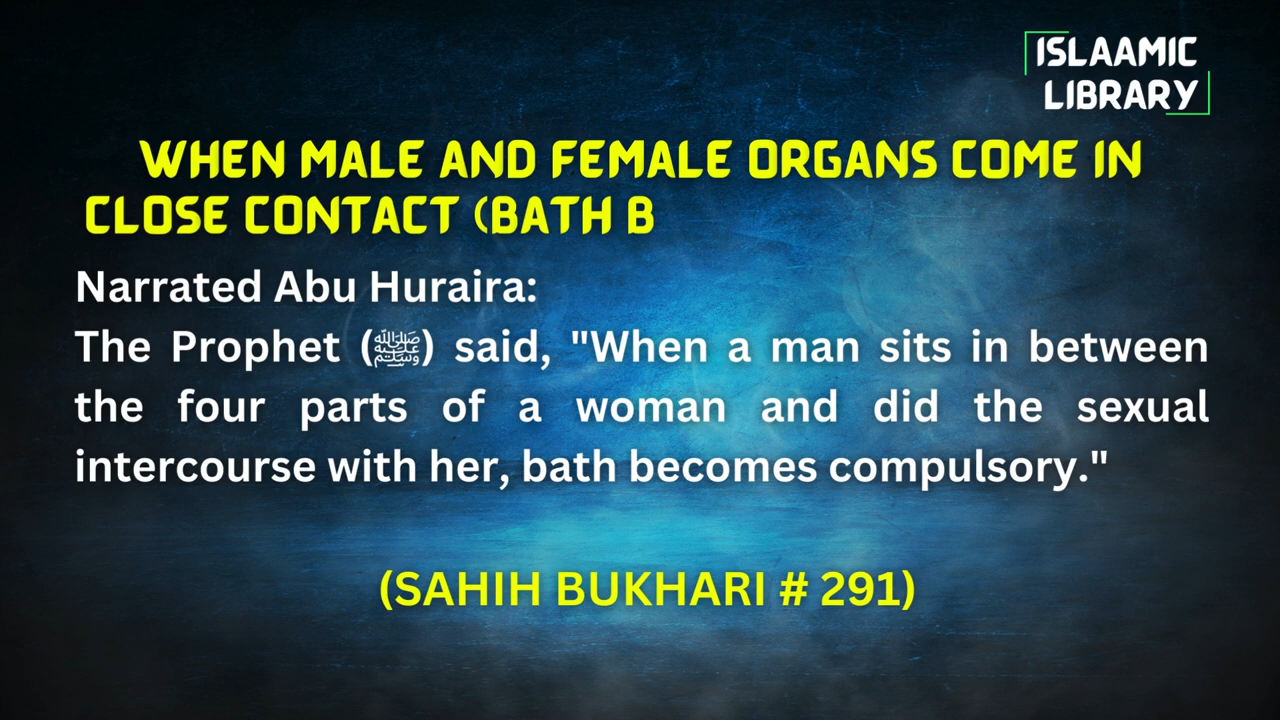 ISLAAMIC
LIBRARY
WHEN MALE AND FEMALE ORGANS COME IN
CLOSE CONTACT (BATH B
Narrated Abu Huraira:
The Prophet (ﷺ) said, "When a man sits in between
the four parts of a woman and did the sexual
intercourse with her, bath becomes compulsory."
(SAHIH BUKHARI # 291)